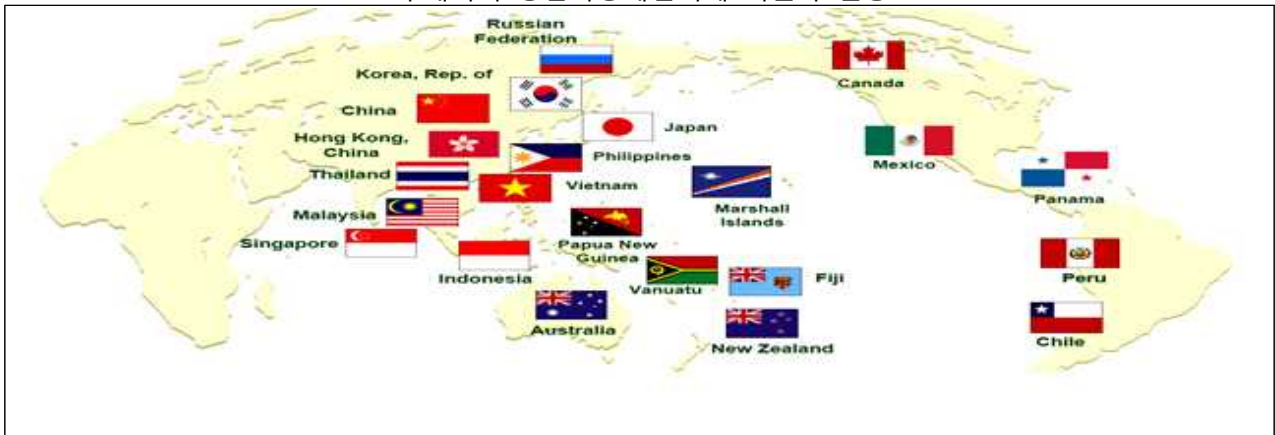 Russian
Federation
Korea, Rep. of
Canada
China
Japan
Hong Kong,
China
Philippines
Mexico
Thailand
Vietnam
Marshall
Islands
Panama
Malaysia
Singapore
Papua New
Guinea
Indonesia
Vanuatu
Fiji
Peru
Australia
New Zealand
Chile